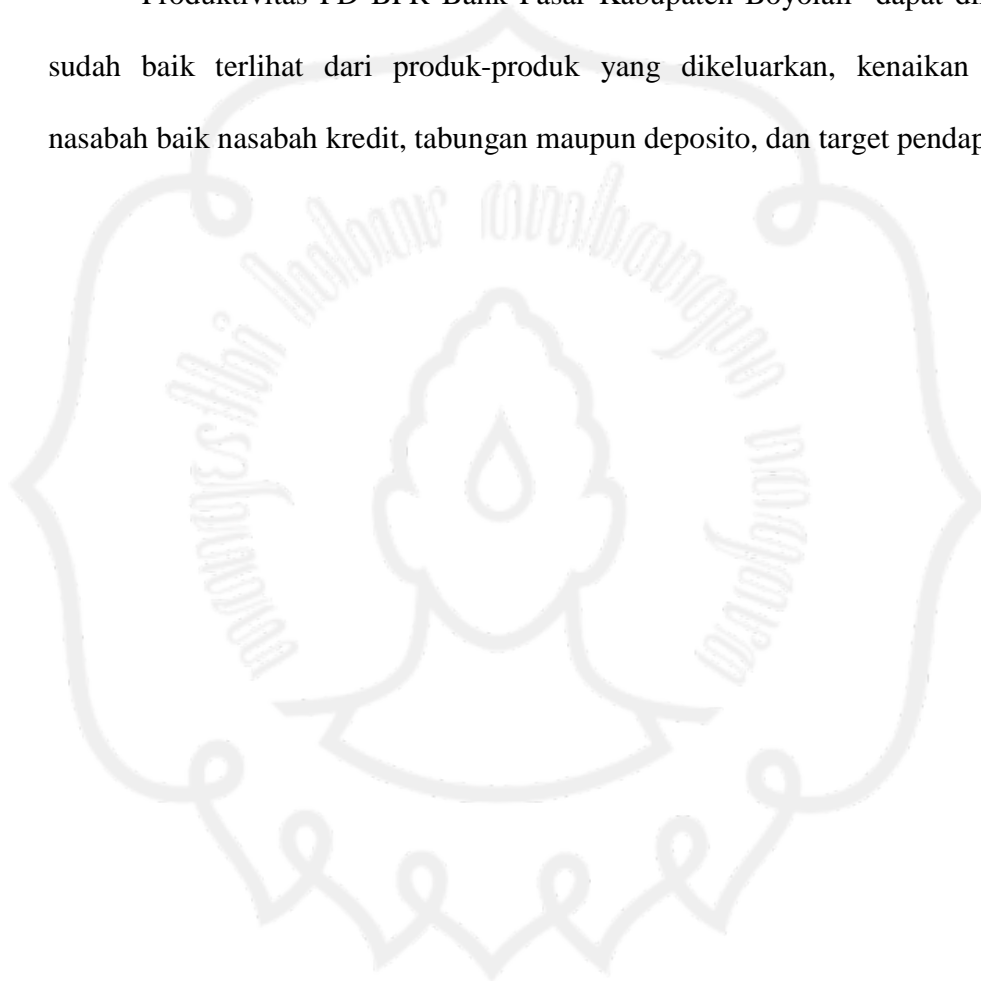 Produktivitas PD BPR Bank Pasar Kabupaten Boyolali dapat
sudah baik terlihat dari produk-produk yang dikeluarkan, kenaikan
nasabah baik nasabah kredit, tabungan maupun deposito, dan target